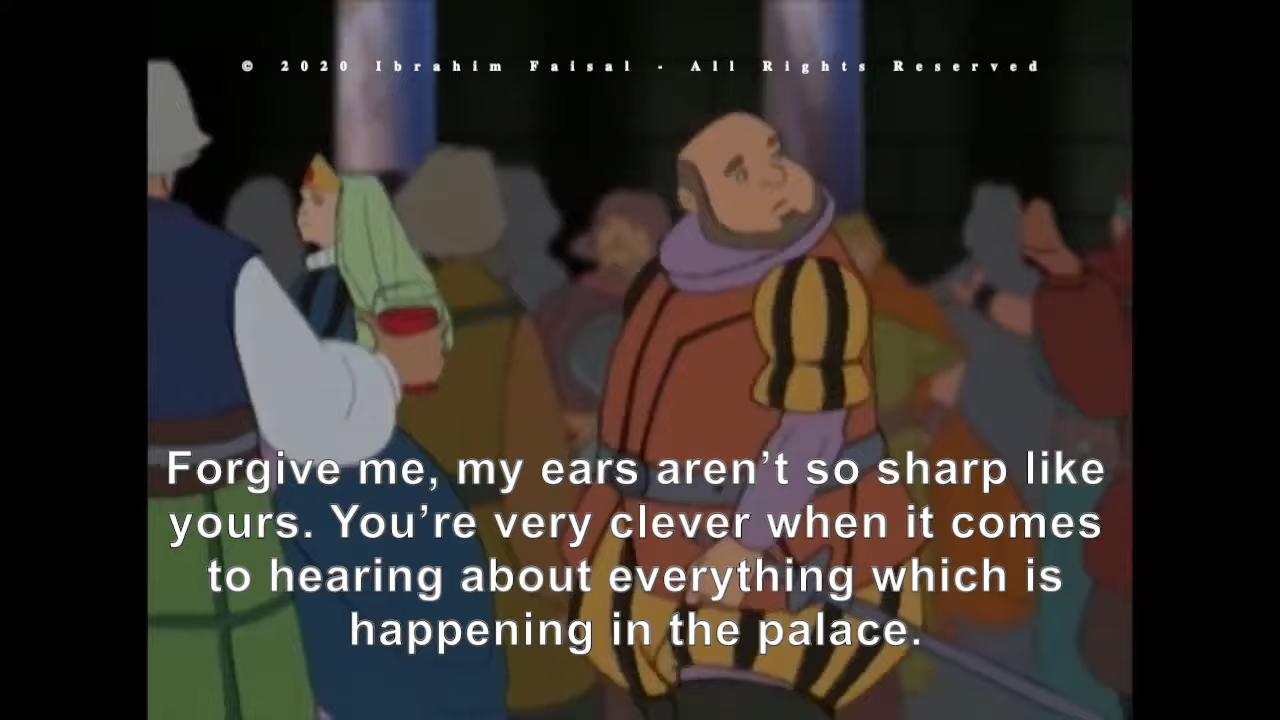 © 2020 Ibrahim Faisal - All Rights Reserved
Forgive me, my ears aren’t so sharp like
yours. You’re very clever when it comes
to hearing about everything which is
happening in the palace.